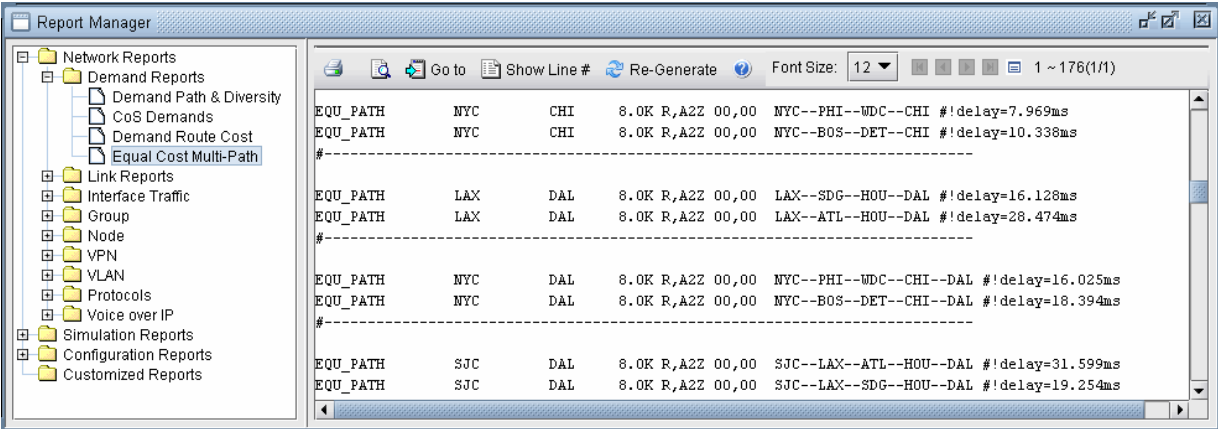 Report Manager
Network Reports
Demand Reports
Demand Path & Diversity
CoS Demands
Demand Route Cost
Equal Cost Multi-Path
Link Reports
Interface Traffic
Group
Node
VPN
VLAN
Protocols
Voice over IP
Simulation Reports
Configuration Reports
Customized Reports
Go to Show Line # Re-Generate Font Size: 12 1 ~ 176(1/1)
EQU_PATH NYC CHI 8.0K R,A2Z 00,00 NYC--PHI--WDC--CHI #!delay=7.969ms
EQU_PATH NYC CHI 8.0K R,A2Z 00,00 NYC--BOS--DET--CHI #!delay=10.338ms
#--------------------------------------------------------------------------------
EQU_PATH LAX DAL 8.0K R,A2Z 00,00 LAX--SDG--HOU--DAL #!delay=16.128ms
EQU_PATH LAX DAL 8.0K R,A2Z 00,00 LAX--ATL--HOU--DAL #!delay=28.474ms
#--------------------------------------------------------------------------------
EQU_PATH NYC DAL 8.0K R,A2Z 00,00 NYC--PHI--WDC--CHI--DAL #!delay=16.025ms
EQU_PATH NYC DAL 8.0K R,A2Z 00,00 NYC--BOS--DET--CHI--DAL #!delay=18.394ms
#--------------------------------------------------------------------------------
EQU_PATH SJC DAL 8.0K R,A2Z 00,00 SJC--LAX--ATL--HOU--DAL #!delay=31.599ms
EQU_PATH SJC DAL 8.0K R,A2Z 00,00 SJC--LAX--SDG--HOU--DAL #!delay=19.254ms